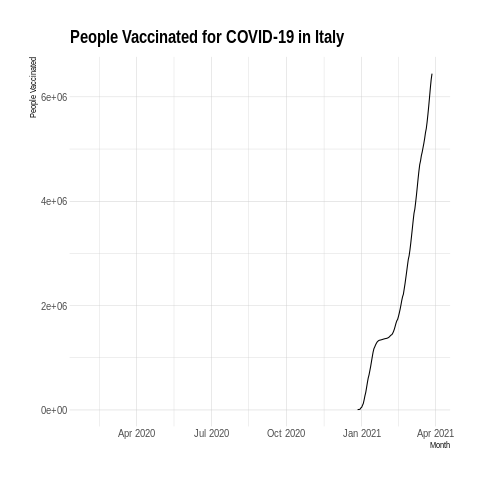 People Vaccinated for COVID-19 in Italy
People Vaccinated
6e+06
4e+06
2e+06
0e+00
Apr 2020 Jul 2020 Oct 2020 Jan 2021 Apr 2021
Month